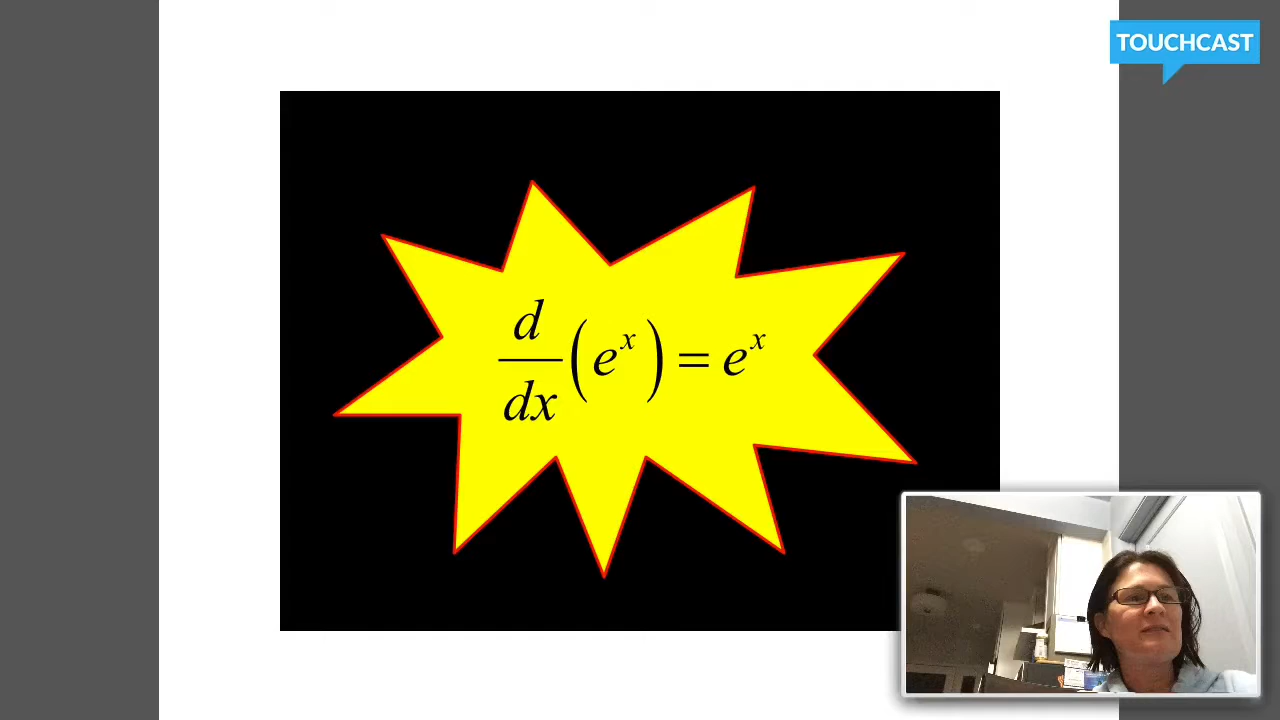 TOUCHCAST
d/dx (e^x) = e^x